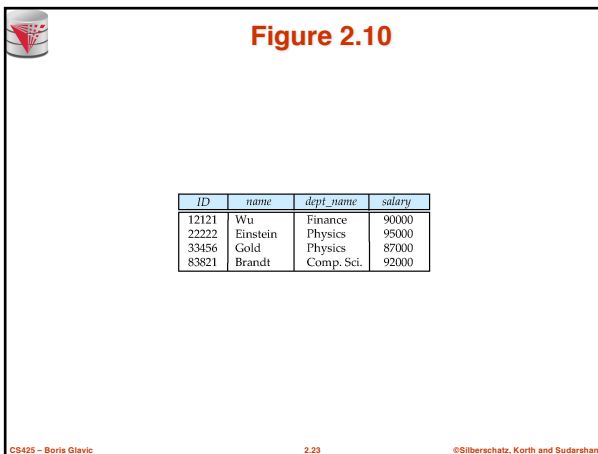 Figure 2.10
ID name dept_name salary
12121 Wu Finance 90000
22222 Einstein Physics 95000
33456 Gold Physics 87000
83821 Brandt Comp. Sci. 92000
CS425 – Boris Glavic 2.23 ©Silberschatz, Korth and Sudarshan